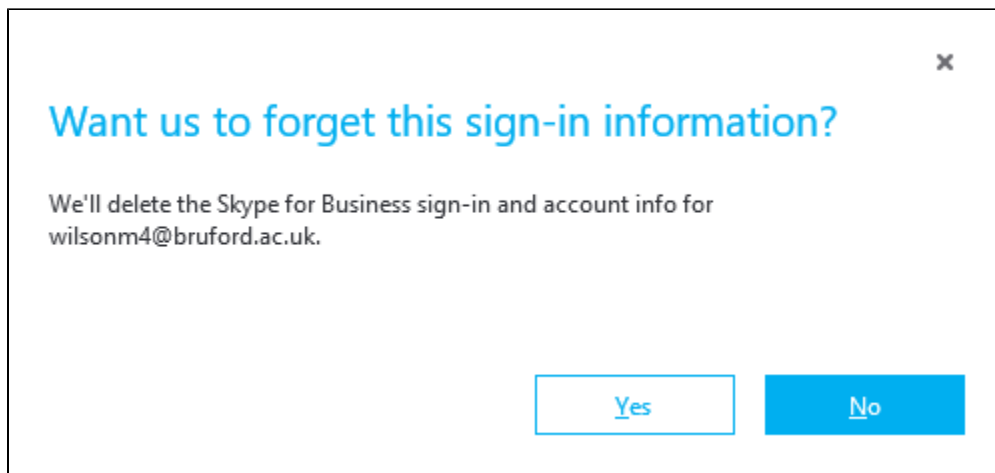 Want us to forget this sign-in information?
We'll delete the Skype for Business sign-in and account info for
wilsonm4@bruford.ac.uk.
Yes
No